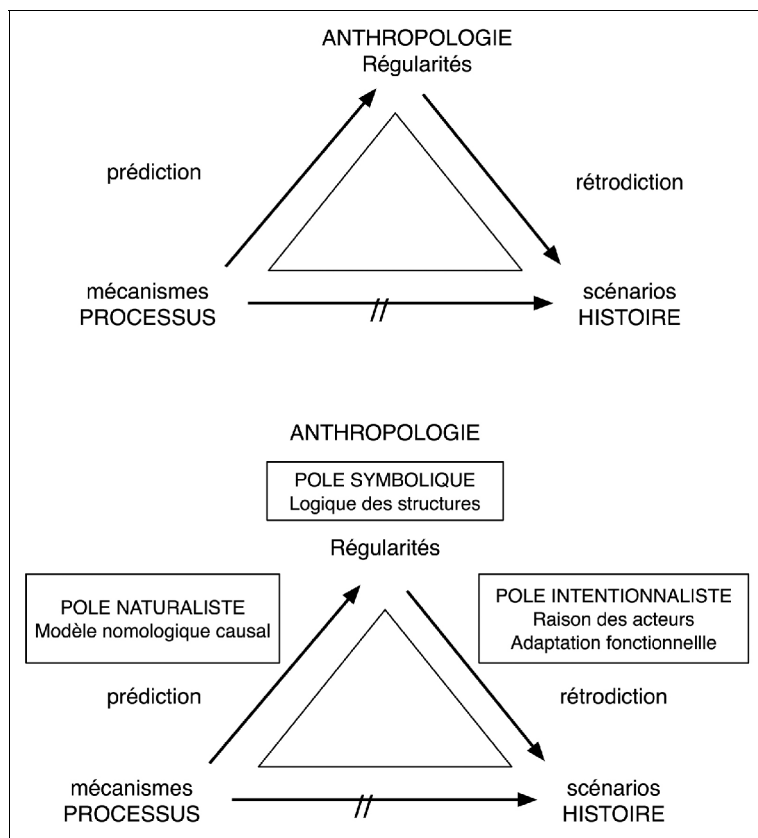 ANTHROPOLOGIE
Régularités
prédiction
rétrodiction
mécanismes
PROCESSUS
scénarios
HISTOIRE
ANTHROPOLOGIE
POLE SYMBOLIQUE
Logique des structures
Régularités
POLE NATURALISTE
Modèle nomologique causal
POLE INTENTIONNALISTE
Raison des acteurs
Adaptation fonctionnellle
prédiction
rétrodiction
mécanismes
PROCESSUS
scénarios
HISTOIRE